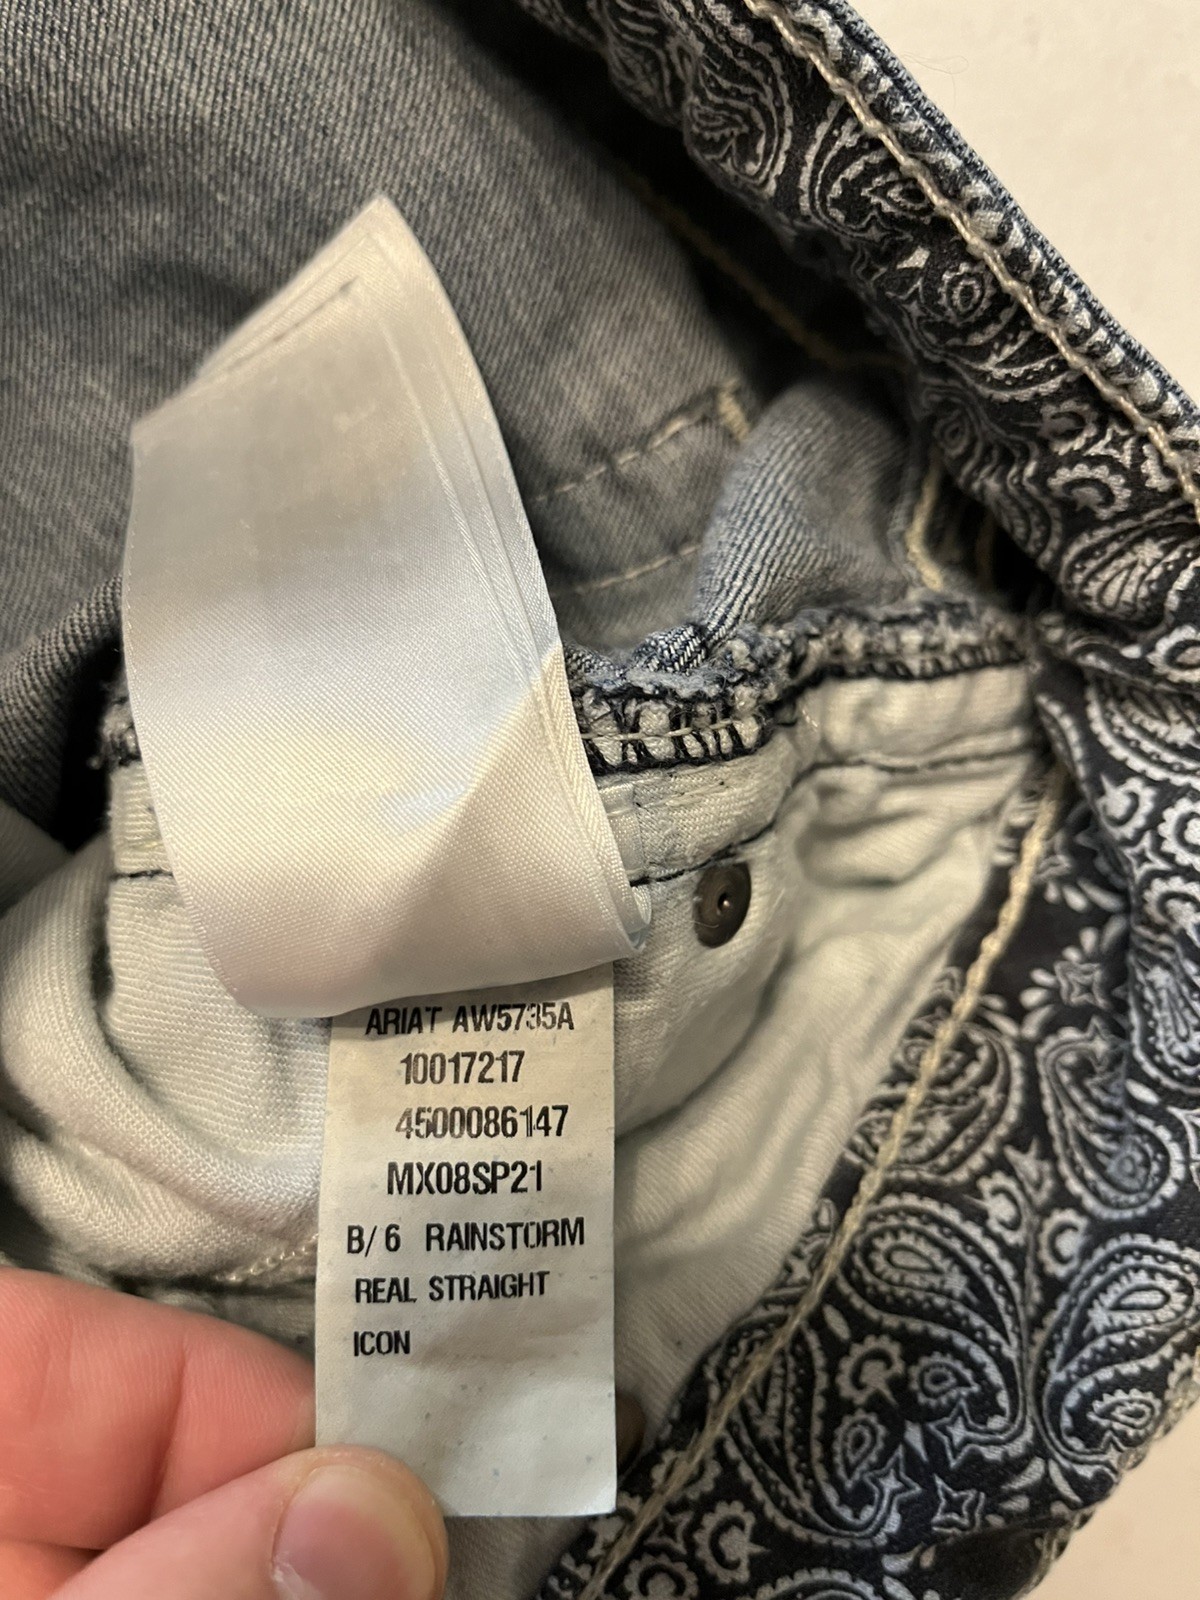 ARIAT AW5735A
10017217
4500086147
MX08SP21
B/6 RAINSTORM
REAL STRAIGHT
ICON